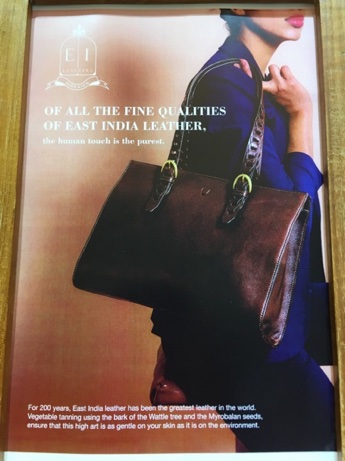 E I
LEATHER
OF ALL THE FINE QUALITIES
OF EAST INDIA LEATHER,
the human touch is the purest.
For 200 years, East India leather has been the greatest leather in the world.
Vegetable tanning using the bark of the Wattle tree and the Myrobalan seeds,
ensure that this high art is as gentle on your skin as it is on the environment.